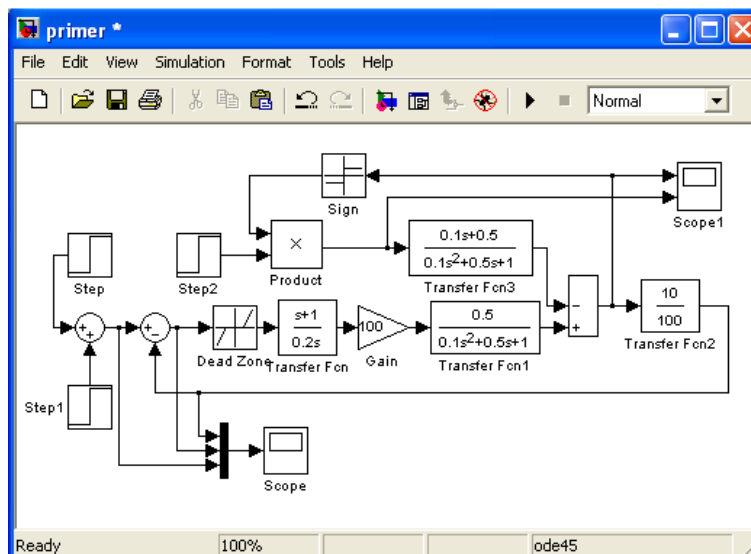 primer *
File Edit View Simulation Format Tools Help
Normal
Sign
Scope1
Step
Step2
×
Product
0.1s+0.5
0.1s²+0.5s+1
Transfer Fcn3
10
100
Transfer Fcn2
+
+
+
−
Dead Zone
s+1
0.2s
Transfer Fcn
100
Gain
0.5
0.1s²+0.5s+1
Transfer Fcn1
−
+
Step1
Scope
Ready 100% ode45